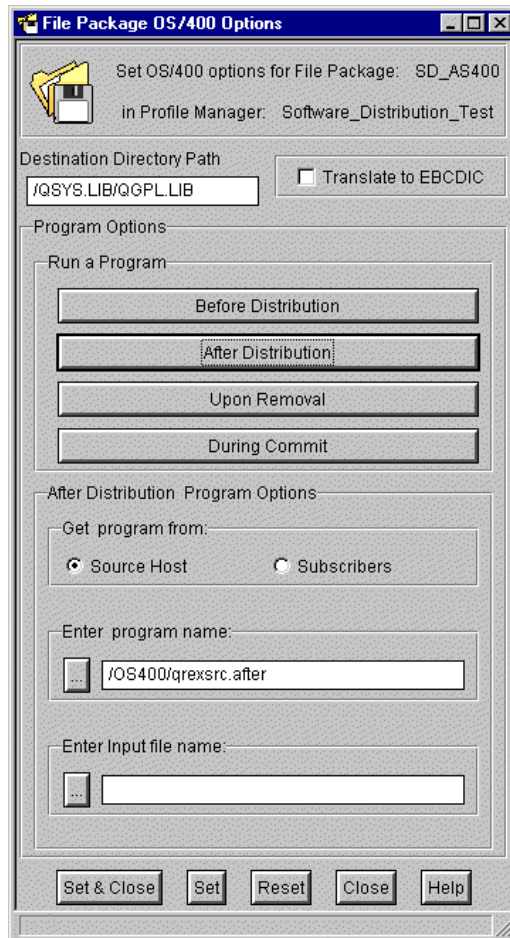 File Package OS/400 Options
Set OS/400 options for File Package: SD_AS400
in Profile Manager: Software_Distribution_Test
Destination Directory Path
/QSYS.LIB/QGPL.LIB
Translate to EBCDIC
Program Options
Run a Program
Before Distribution
After Distribution
Upon Removal
During Commit
After Distribution Program Options
Get program from:
Source Host Subscribers
Enter program name:
... /OS400/qrexsrc.after
Enter Input file name:
...
Set & Close Set Reset Close Help